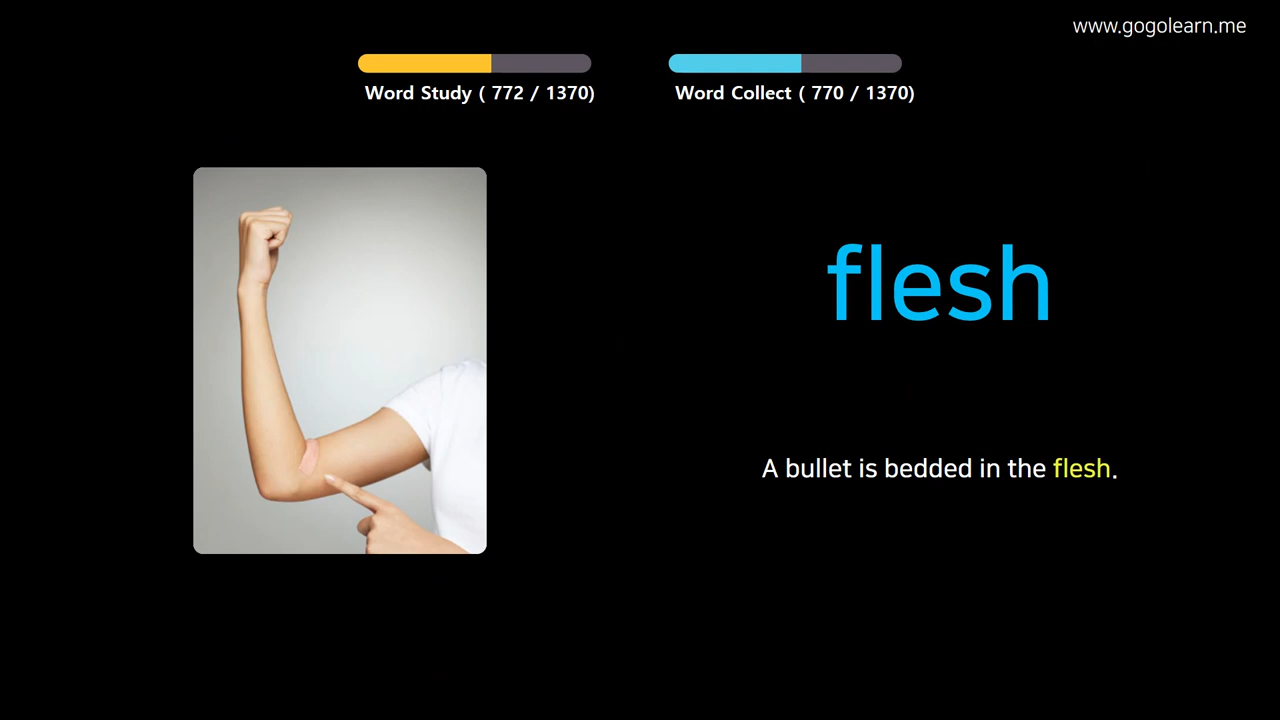 www.gogolearn.me
Word Study ( 772 / 1370)
Word Collect ( 770 / 1370)
flesh
A bullet is bedded in the flesh.